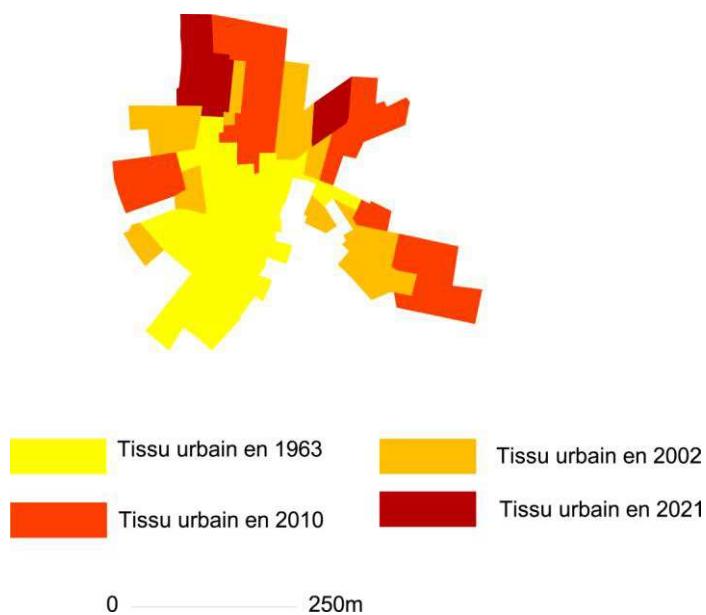 Tissu urbain en 1963
Tissu urbain en 2002
Tissu urbain en 2010
Tissu urbain en 2021
0 250m